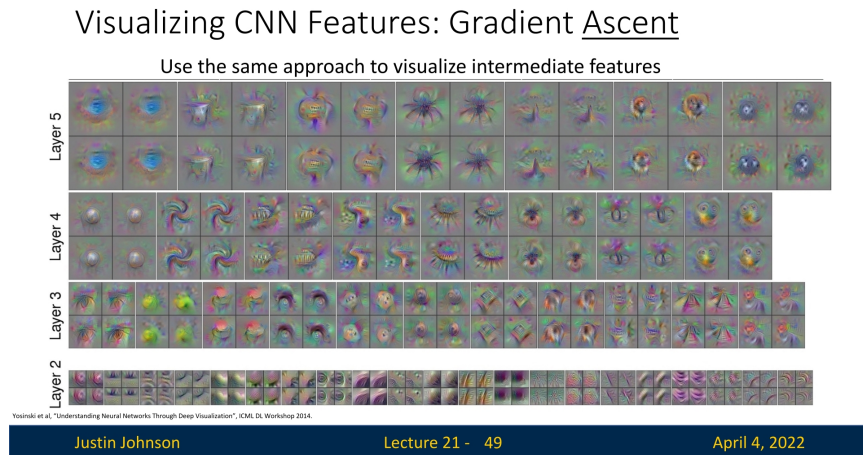 Visualizing CNN Features: Gradient Ascent
Use the same approach to visualize intermediate features
Layer 5
Layer 4
Layer 3
Layer 2
Yosinski et al, "Understanding Neural Networks Through Deep Visualization", ICML DL Workshop 2014.
Justin Johnson
Lecture 21 - 49
April 4, 2022